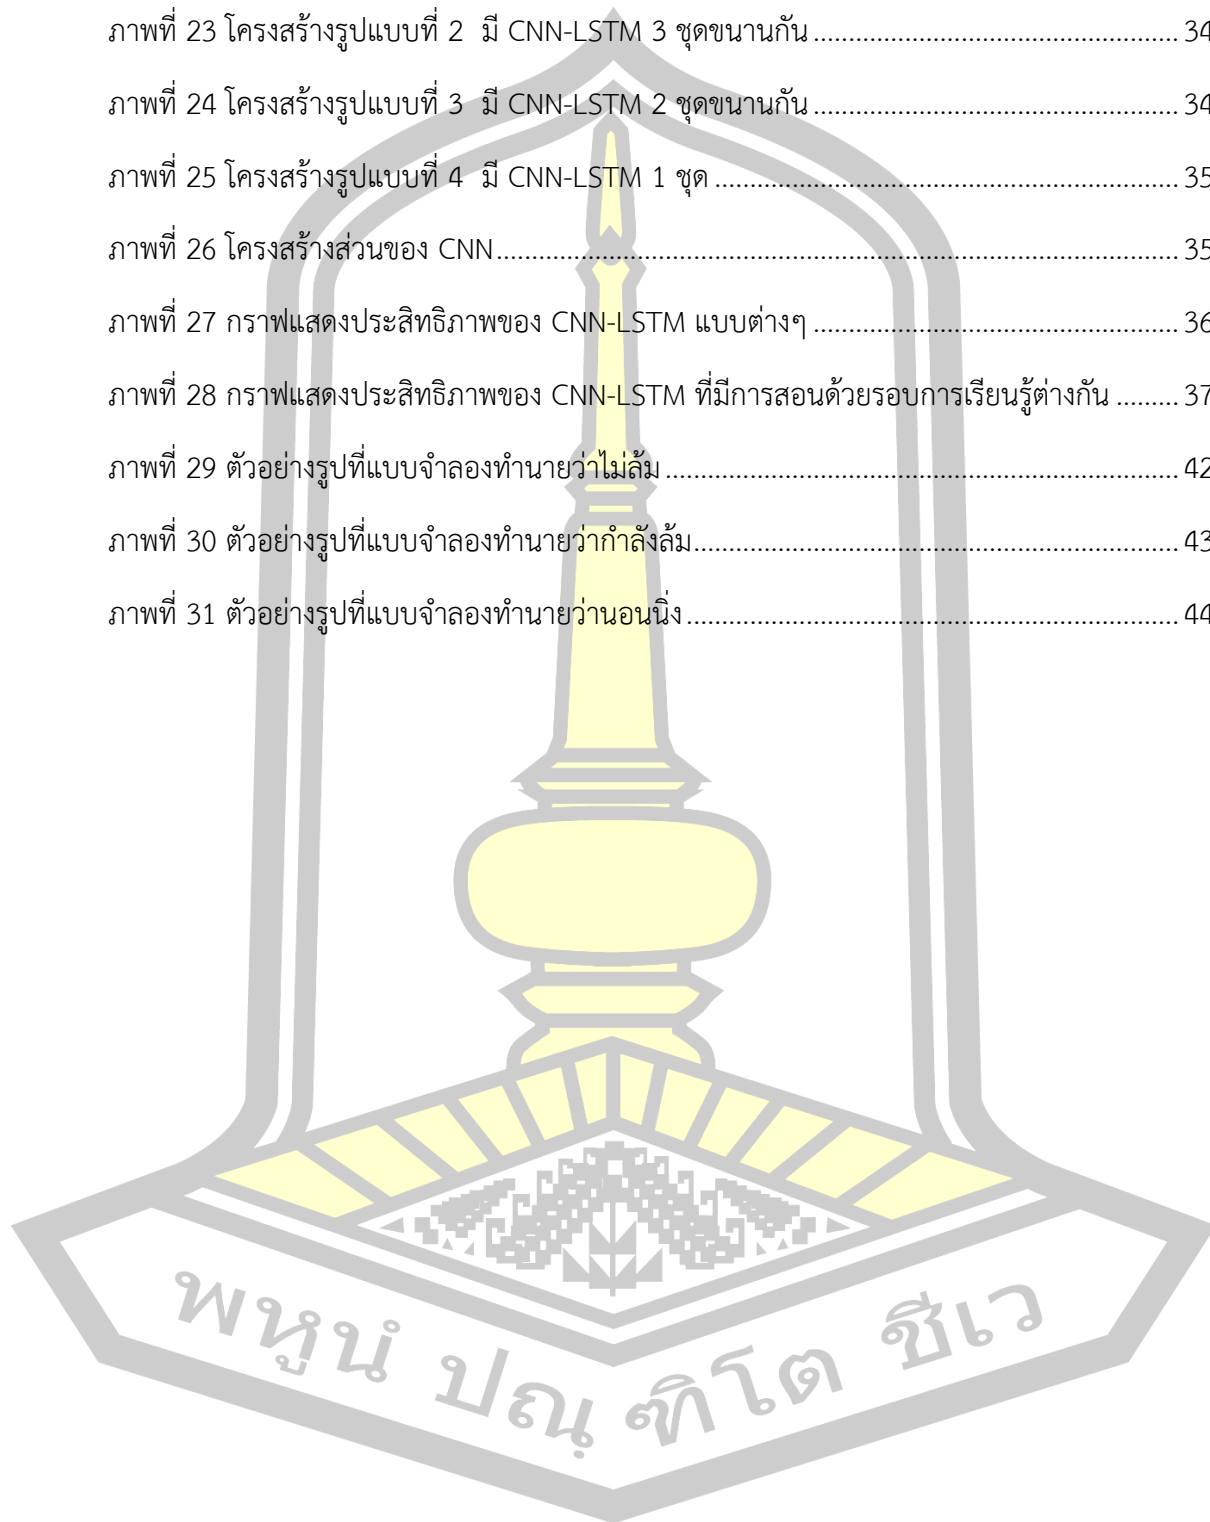 ภาพที่ 23 โครงสร้างรูปแบบที่ 2  มี CNN-LSTM 3 ชุดขนานกัน ........................................................ 34
ภาพที่ 24 โครงสร้างรูปแบบที่ 3  มี CNN-LSTM 2 ชุดขนานกัน ........................................................ 34
ภาพที่ 25 โครงสร้างรูปแบบที่ 4  มี CNN-LSTM 1 ชุด ...................................................................... 35
ภาพที่ 26 โครงสร้างส่วนของ CNN .................................................................................................. 35
ภาพที่ 27 กราฟแสดงประสิทธิภาพของ CNN-LSTM แบบต่างๆ ........................................................ 36
ภาพที่ 28 กราฟแสดงประสิทธิภาพของ CNN-LSTM ที่มีการสอนด้วยรอบการเรียนรู้ต่างกัน ......... 37
ภาพที่ 29 ตัวอย่างรูปที่แบบจำลองทำนายว่าไม่ล้ม ............................................................................. 42
ภาพที่ 30 ตัวอย่างรูปที่แบบจำลองทำนายว่ากำลังล้ม......................................................................... 43
ภาพที่ 31 ตัวอย่างรูปที่แบบจำลองทำนายว่านอนนิ่ง .......................................................................... 44
พหูนํ ปณฺฑิโต ชีเว